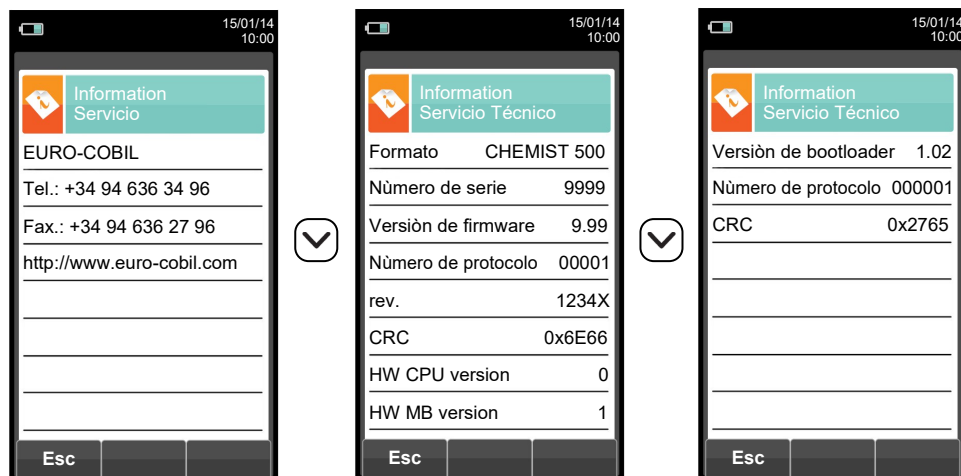 15/01/14
10:00
Information
Servicio
EURO-COBIL
Tel.: +34 94 636 34 96
Fax.: +34 94 636 27 96
http://www.euro-cobil.com
Esc
15/01/14
10:00
Information
Servicio Técnico
Formato CHEMIST 500
Nùmero de serie 9999
Versiòn de firmware 9.99
Nùmero de protocolo 00001
rev. 1234X
CRC 0x6E66
HW CPU version 0
HW MB version 1
Esc
15/01/14
10:00
Information
Servicio Técnico
Versiòn de bootloader 1.02
Nùmero de protocolo 000001
CRC 0x2765
Esc